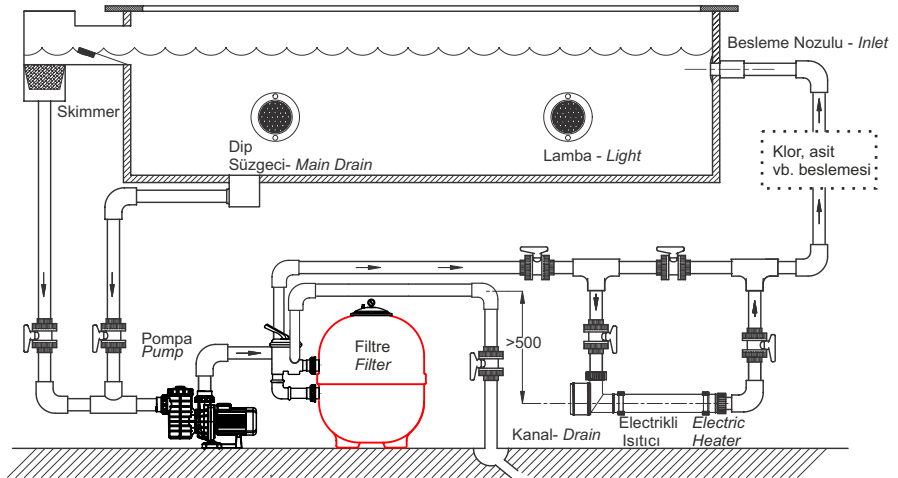 Besleme Nozulu - Inlet
Skimmer
Dip
Süzgeci- Main Drain
Lamba - Light
Klor, asit
vb. beslemesi
Pompa
Pump
Filtre
Filter
>500
Kanal- Drain
Electrikli
Isıtıcı
Electric
Heater